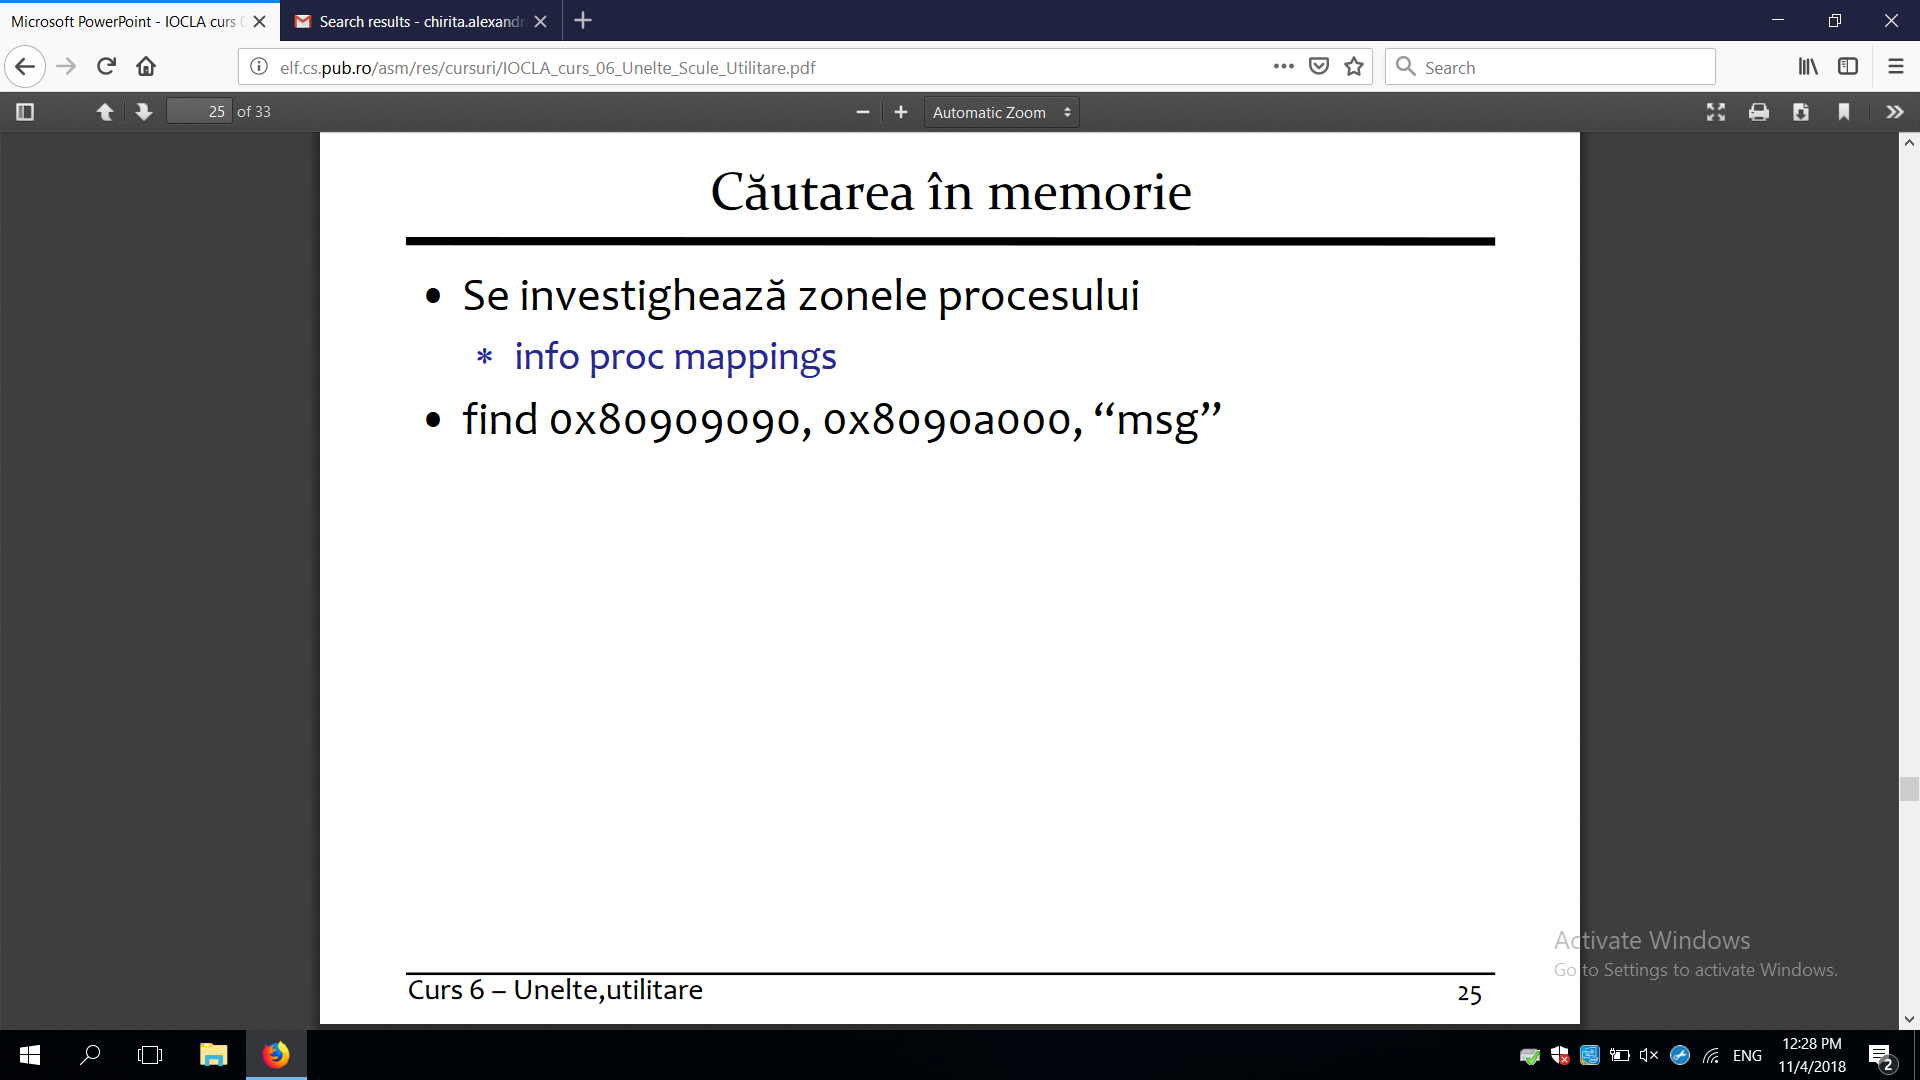 Microsoft PowerPoint - IOCLA curs
Search results - chirita.alexandr
elf.cs.pub.ro/asm/res/cursuri/IOCLA_curs_06_Unelte_Scule_Utilitare.pdf
Search
25 of 33
Automatic Zoom
Căutarea în memorie
• Se investighează zonele procesului
* info proc mappings
• find 0x80909090, 0x8090a000, “msg”
Activate Windows
Go to Settings to activate Windows.
Curs 6 – Unelte,utilitare
25
ENG
12:28 PM
11/4/2018
2